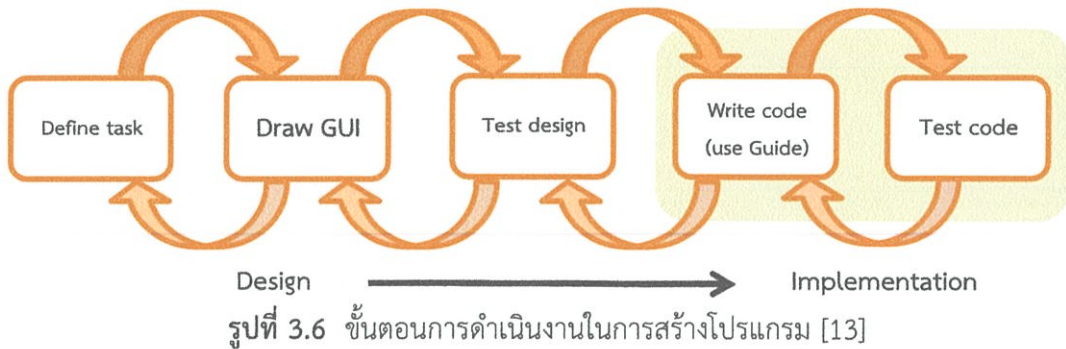 Define task
Draw GUI
Test design
Write code
(use Guide)
Test code
Design
Implementation
รูปที่ 3.6 ขั้นตอนการดำเนินงานในการสร้างโปรแกรม [13]